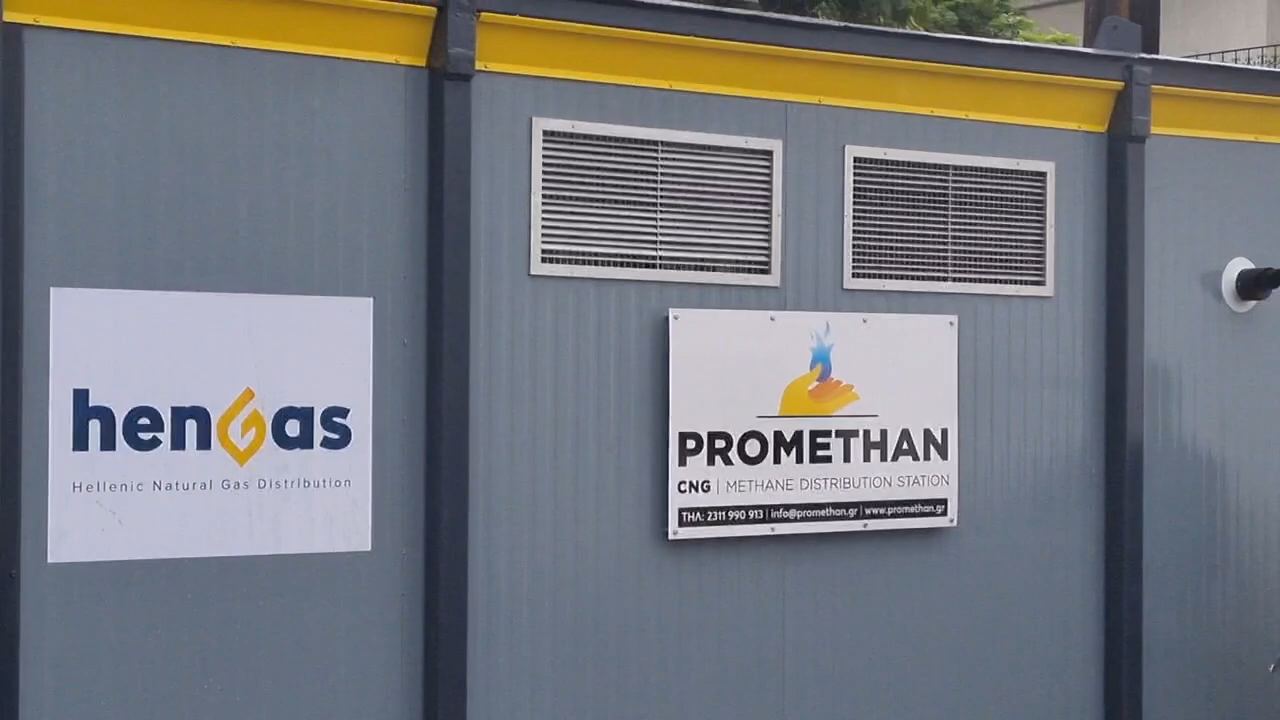 henGas
Hellenic Natural Gas Distribution
PROMETHAN
CNG | METHANE DISTRIBUTION STATION
ΤΗΛ: 2311 990 913 | info@promethan.gr | www.promethan.gr